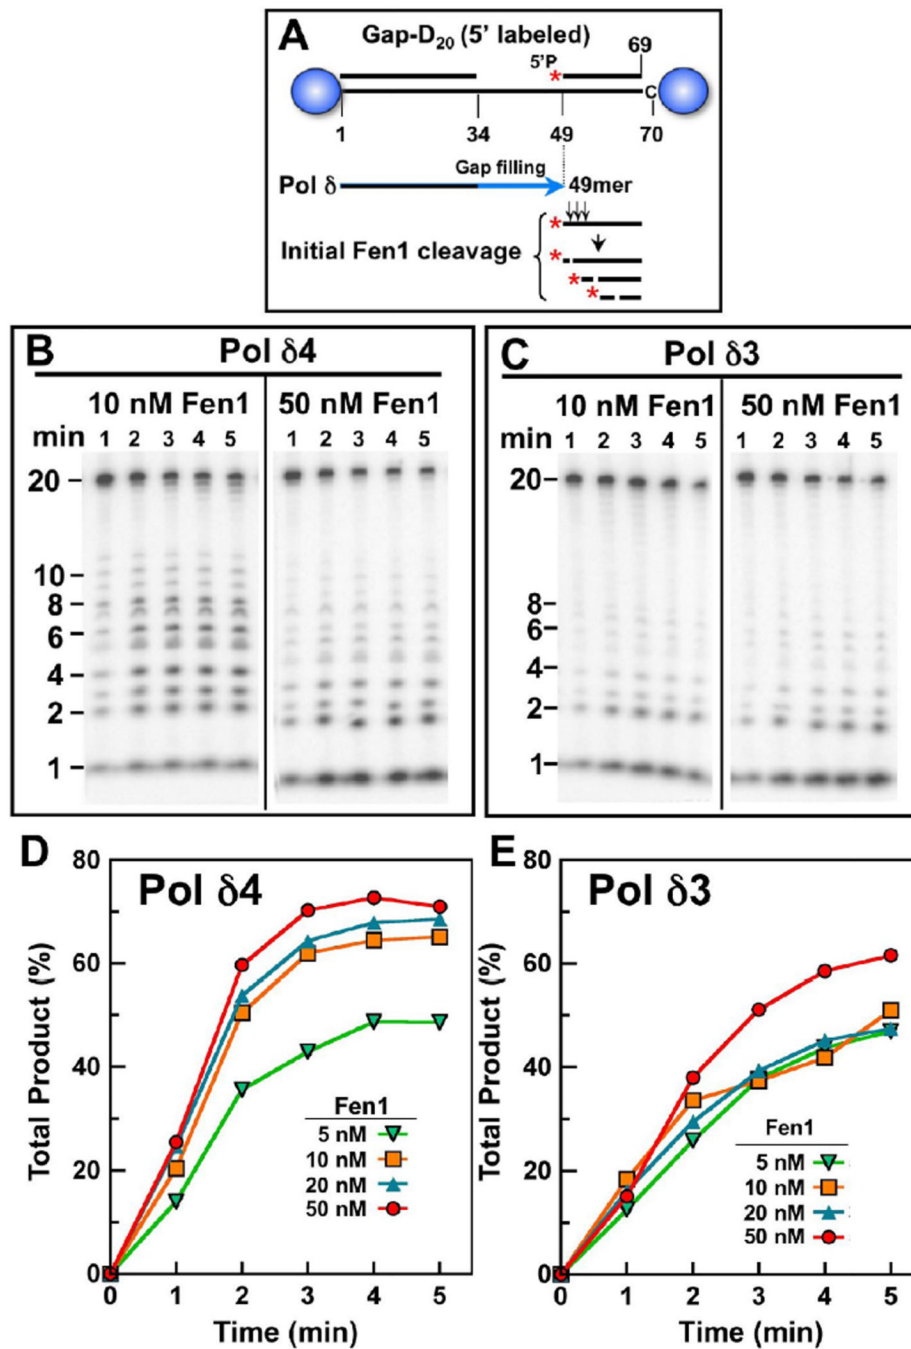 A
Gap-D20 (5' labeled)
69
5'P
*
C
1 34 49 70
Gap filling
Pol δ
49mer
*
Initial Fen1 cleavage
*
*
*
B
Pol δ4
10 nM Fen1 50 nM Fen1
min 1 2 3 4 5 1 2 3 4 5
20
10
8
6
4
2
1
C
Pol δ3
10 nM Fen1 50 nM Fen1
min 1 2 3 4 5 1 2 3 4 5
20
8
6
4
2
1
D
Pol δ4
Total Product (%)
80
60
40
20
0
Fen1
5 nM
10 nM
20 nM
50 nM
0 1 2 3 4 5
Time (min)
E
Pol δ3
Total Product (%)
80
60
40
20
0
Fen1
5 nM
10 nM
20 nM
50 nM
0 1 2 3 4 5
Time (min)